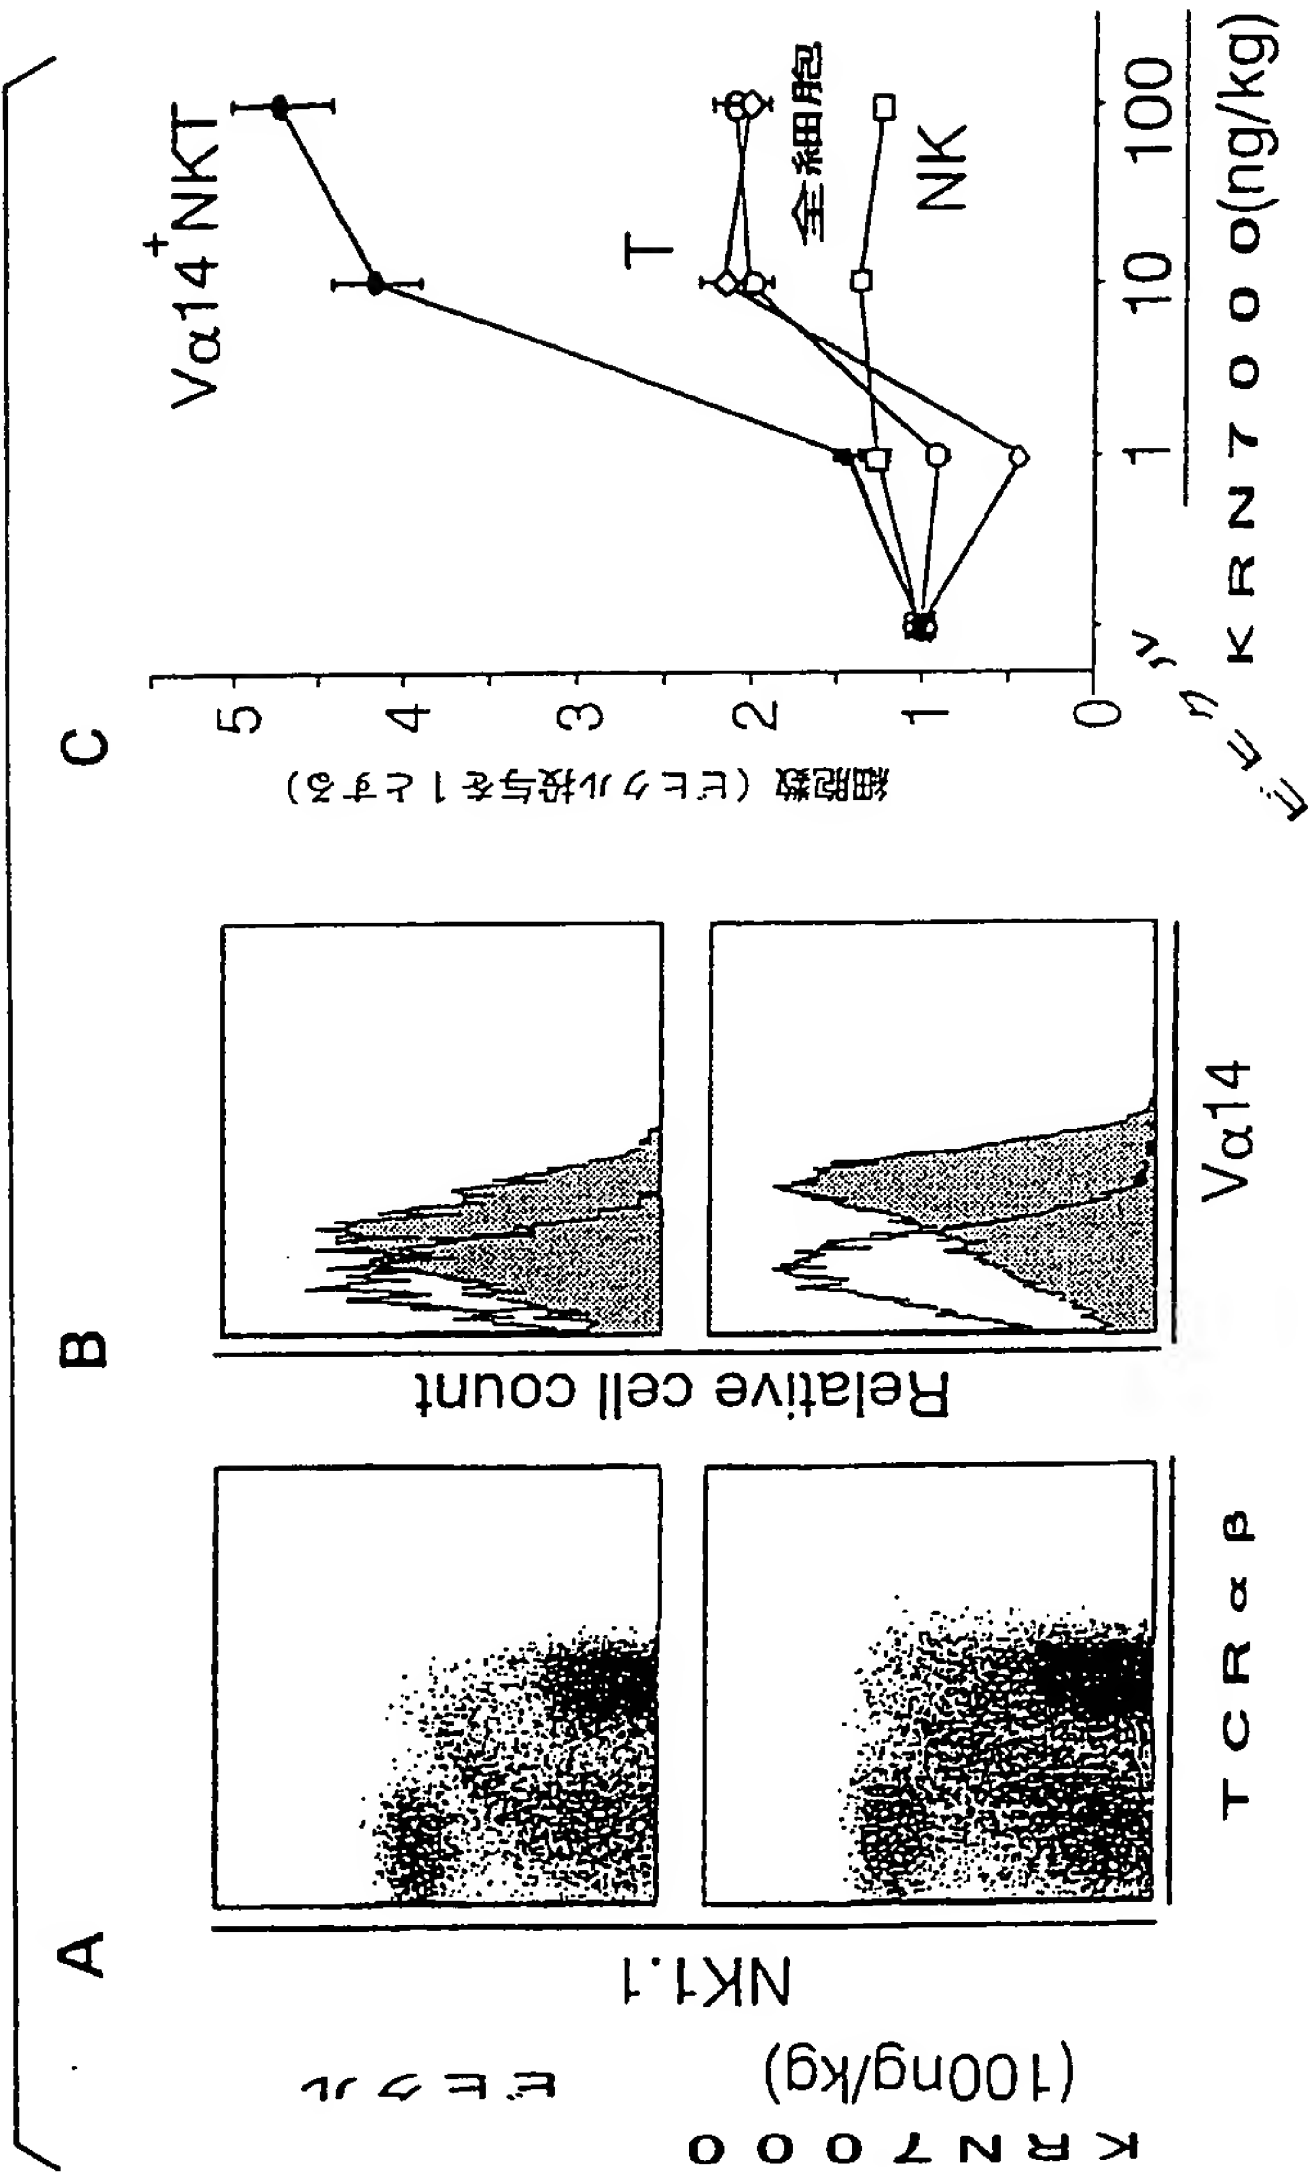 A
B
C
ビヒクル
KRN7000
(100ng/kg)
NK1.1
TCRαβ
Relative cell count
Vα14
細胞数(ビヒクル投与を1とする)
5
4
3
2
1
0
Vα14+NKT
T
全細胞
NK
ビヒクル
1
10
100
KRN7000(ng/kg)